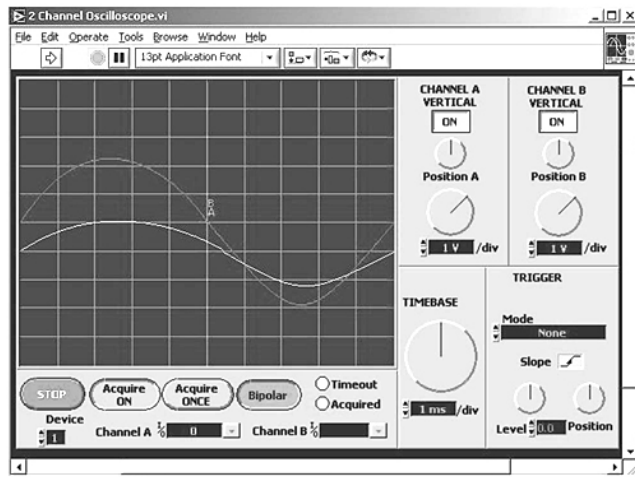 2 Channel Oscilloscope.vi
File Edit Operate Tools Browse Window Help
13pt Application Font
B
A
CHANNEL A
VERTICAL
ON
Position A
1 V /div
CHANNEL B
VERTICAL
ON
Position B
1 V /div
TIMEBASE
1 ms /div
TRIGGER
Mode
None
Slope
Level 0.0 Position
STOP
Acquire
ON
Acquire
ONCE
Bipolar
Timeout
Acquired
Device
1
Channel A I/O 0
Channel B I/O